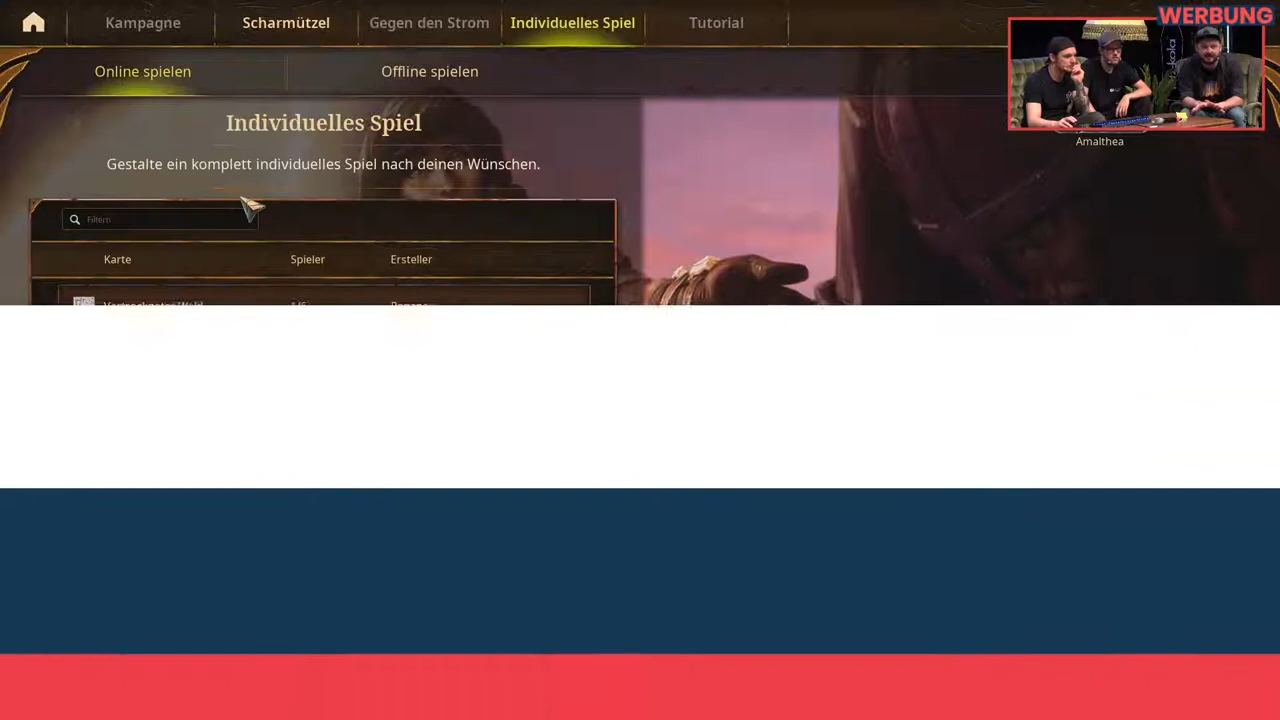 Kampagne
Scharmützel
Gegen den Strom
Individuelles Spiel
Tutorial
WERBUNG
Online spielen
Offline spielen
Individuelles Spiel
Amalthea
Gestalte ein komplett individuelles Spiel nach deinen Wünschen.
Filtern
Karte
Spieler
Ersteller